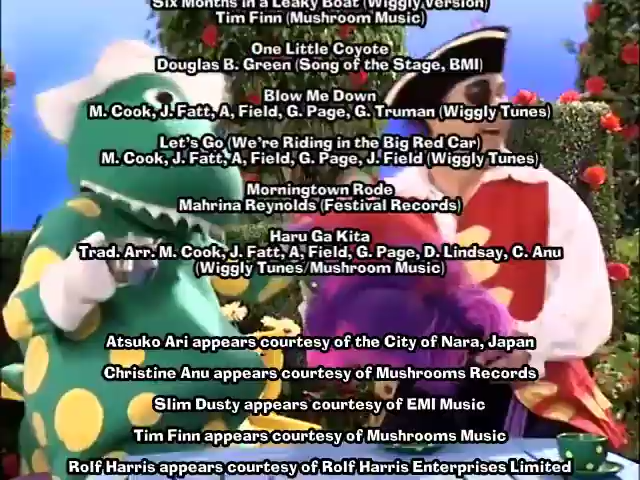 Six Months in a Leaky Boat (Wiggly Version)
Tim Finn (Mushroom Music)
One Little Coyote
Douglas B. Green (Song of the Stage, BMI)
Blow Me Down
M. Cook, J. Fatt, A, Field, G. Page, G. Truman (Wiggly Tunes)
Let's Go (We're Riding in the Big Red Car)
M. Cook, J. Fatt, A, Field, G. Page, J. Field (Wiggly Tunes)
Morningtown Rode
Mahrina Reynolds (Festival Records)
Haru Ga Kita
Trad. Arr. M. Cook, J. Fatt, A, Field, G. Page, D. Lindsay, C. Anu
(Wiggly Tunes/Mushroom Music)
Atsuko Ari appears courtesy of the City of Nara, Japan
Christine Anu appears courtesy of Mushrooms Records
Slim Dusty appears courtesy of EMI Music
Tim Finn appears courtesy of Mushrooms Music
Rolf Harris appears courtesy of Rolf Harris Enterprises Limited